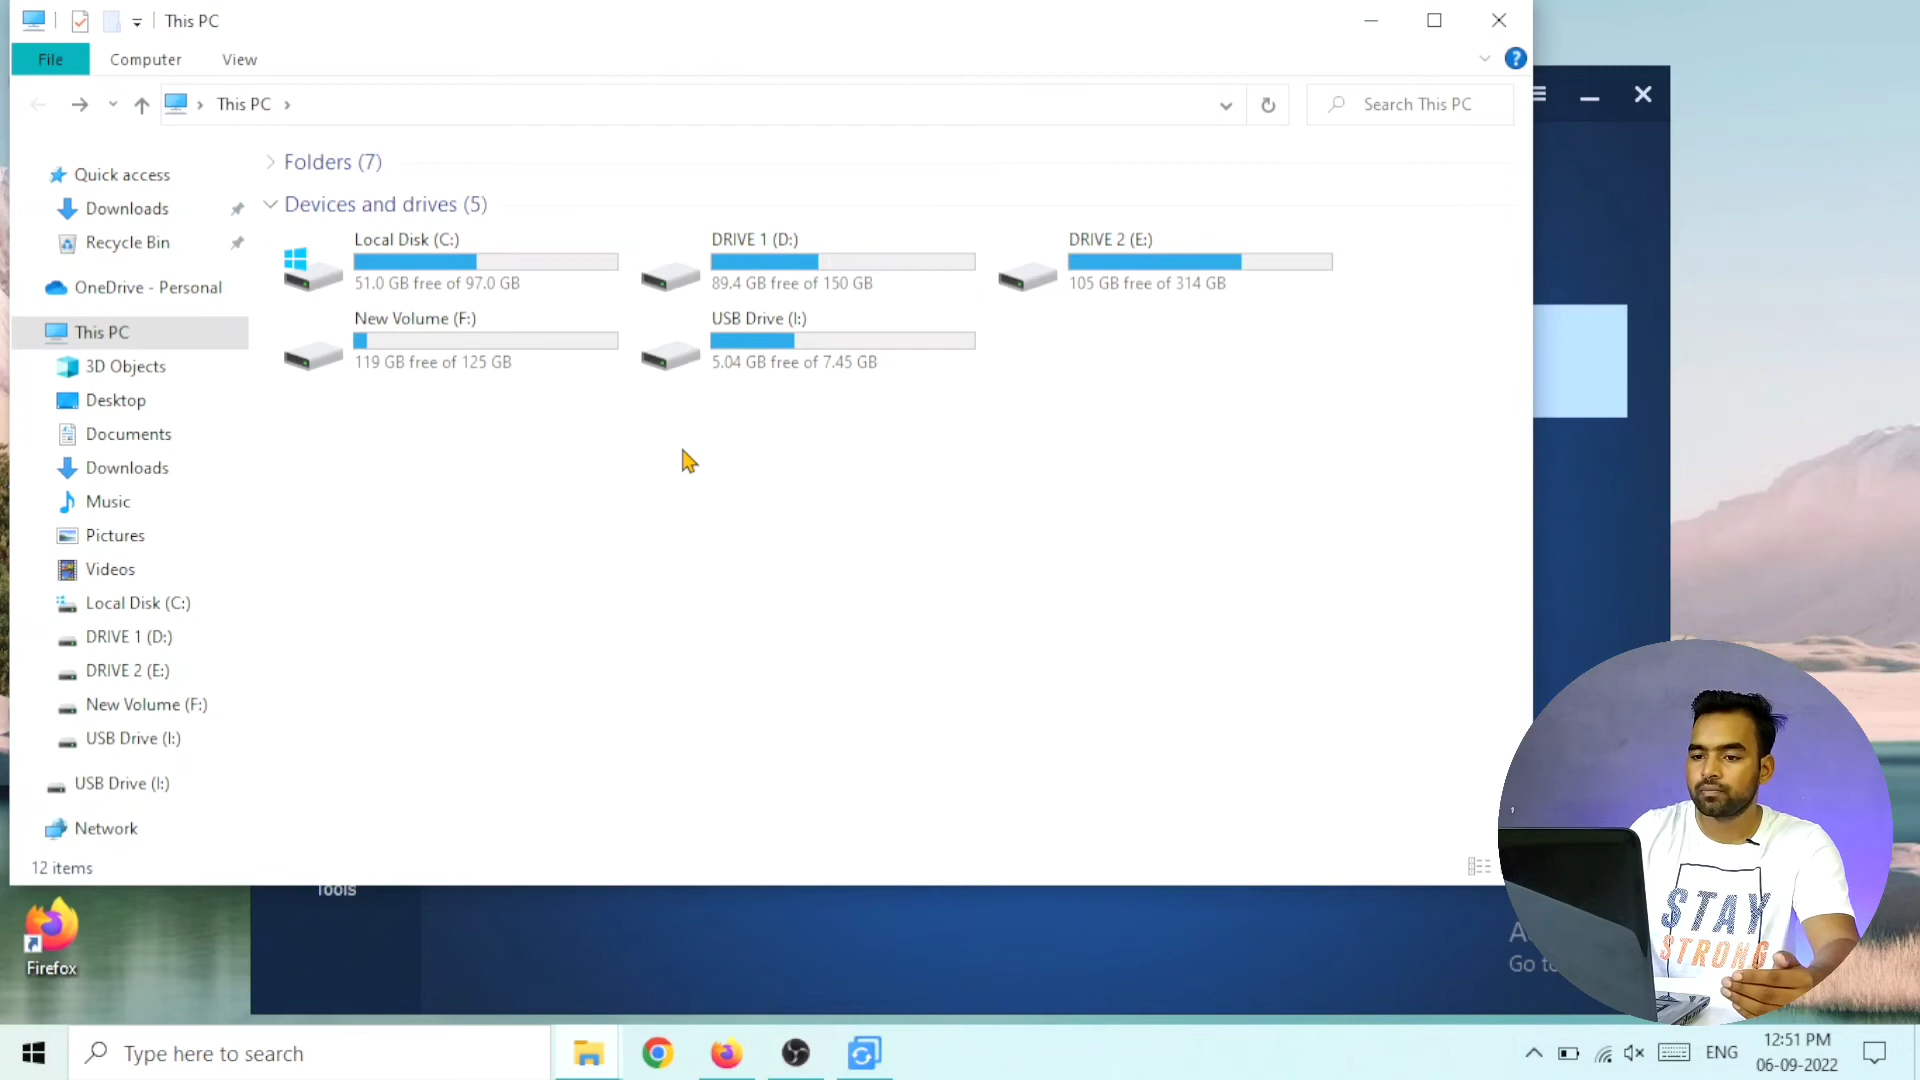 This PC
File Computer View
This PC
Search This PC
Quick access
Downloads
Recycle Bin
OneDrive - Personal
This PC
3D Objects
Desktop
Documents
Downloads
Music
Pictures
Videos
Local Disk (C:)
DRIVE 1 (D:)
DRIVE 2 (E:)
New Volume (F:)
USB Drive (I:)
USB Drive (I:)
Network
12 items
Folders (7)
Devices and drives (5)
Local Disk (C:)
51.0 GB free of 97.0 GB
DRIVE 1 (D:)
89.4 GB free of 150 GB
DRIVE 2 (E:)
105 GB free of 314 GB
New Volume (F:)
119 GB free of 125 GB
USB Drive (I:)
5.04 GB free of 7.45 GB
Tools
Firefox
Go to
STAY
STRONG
Type here to search
ENG
12:51 PM
06-09-2022